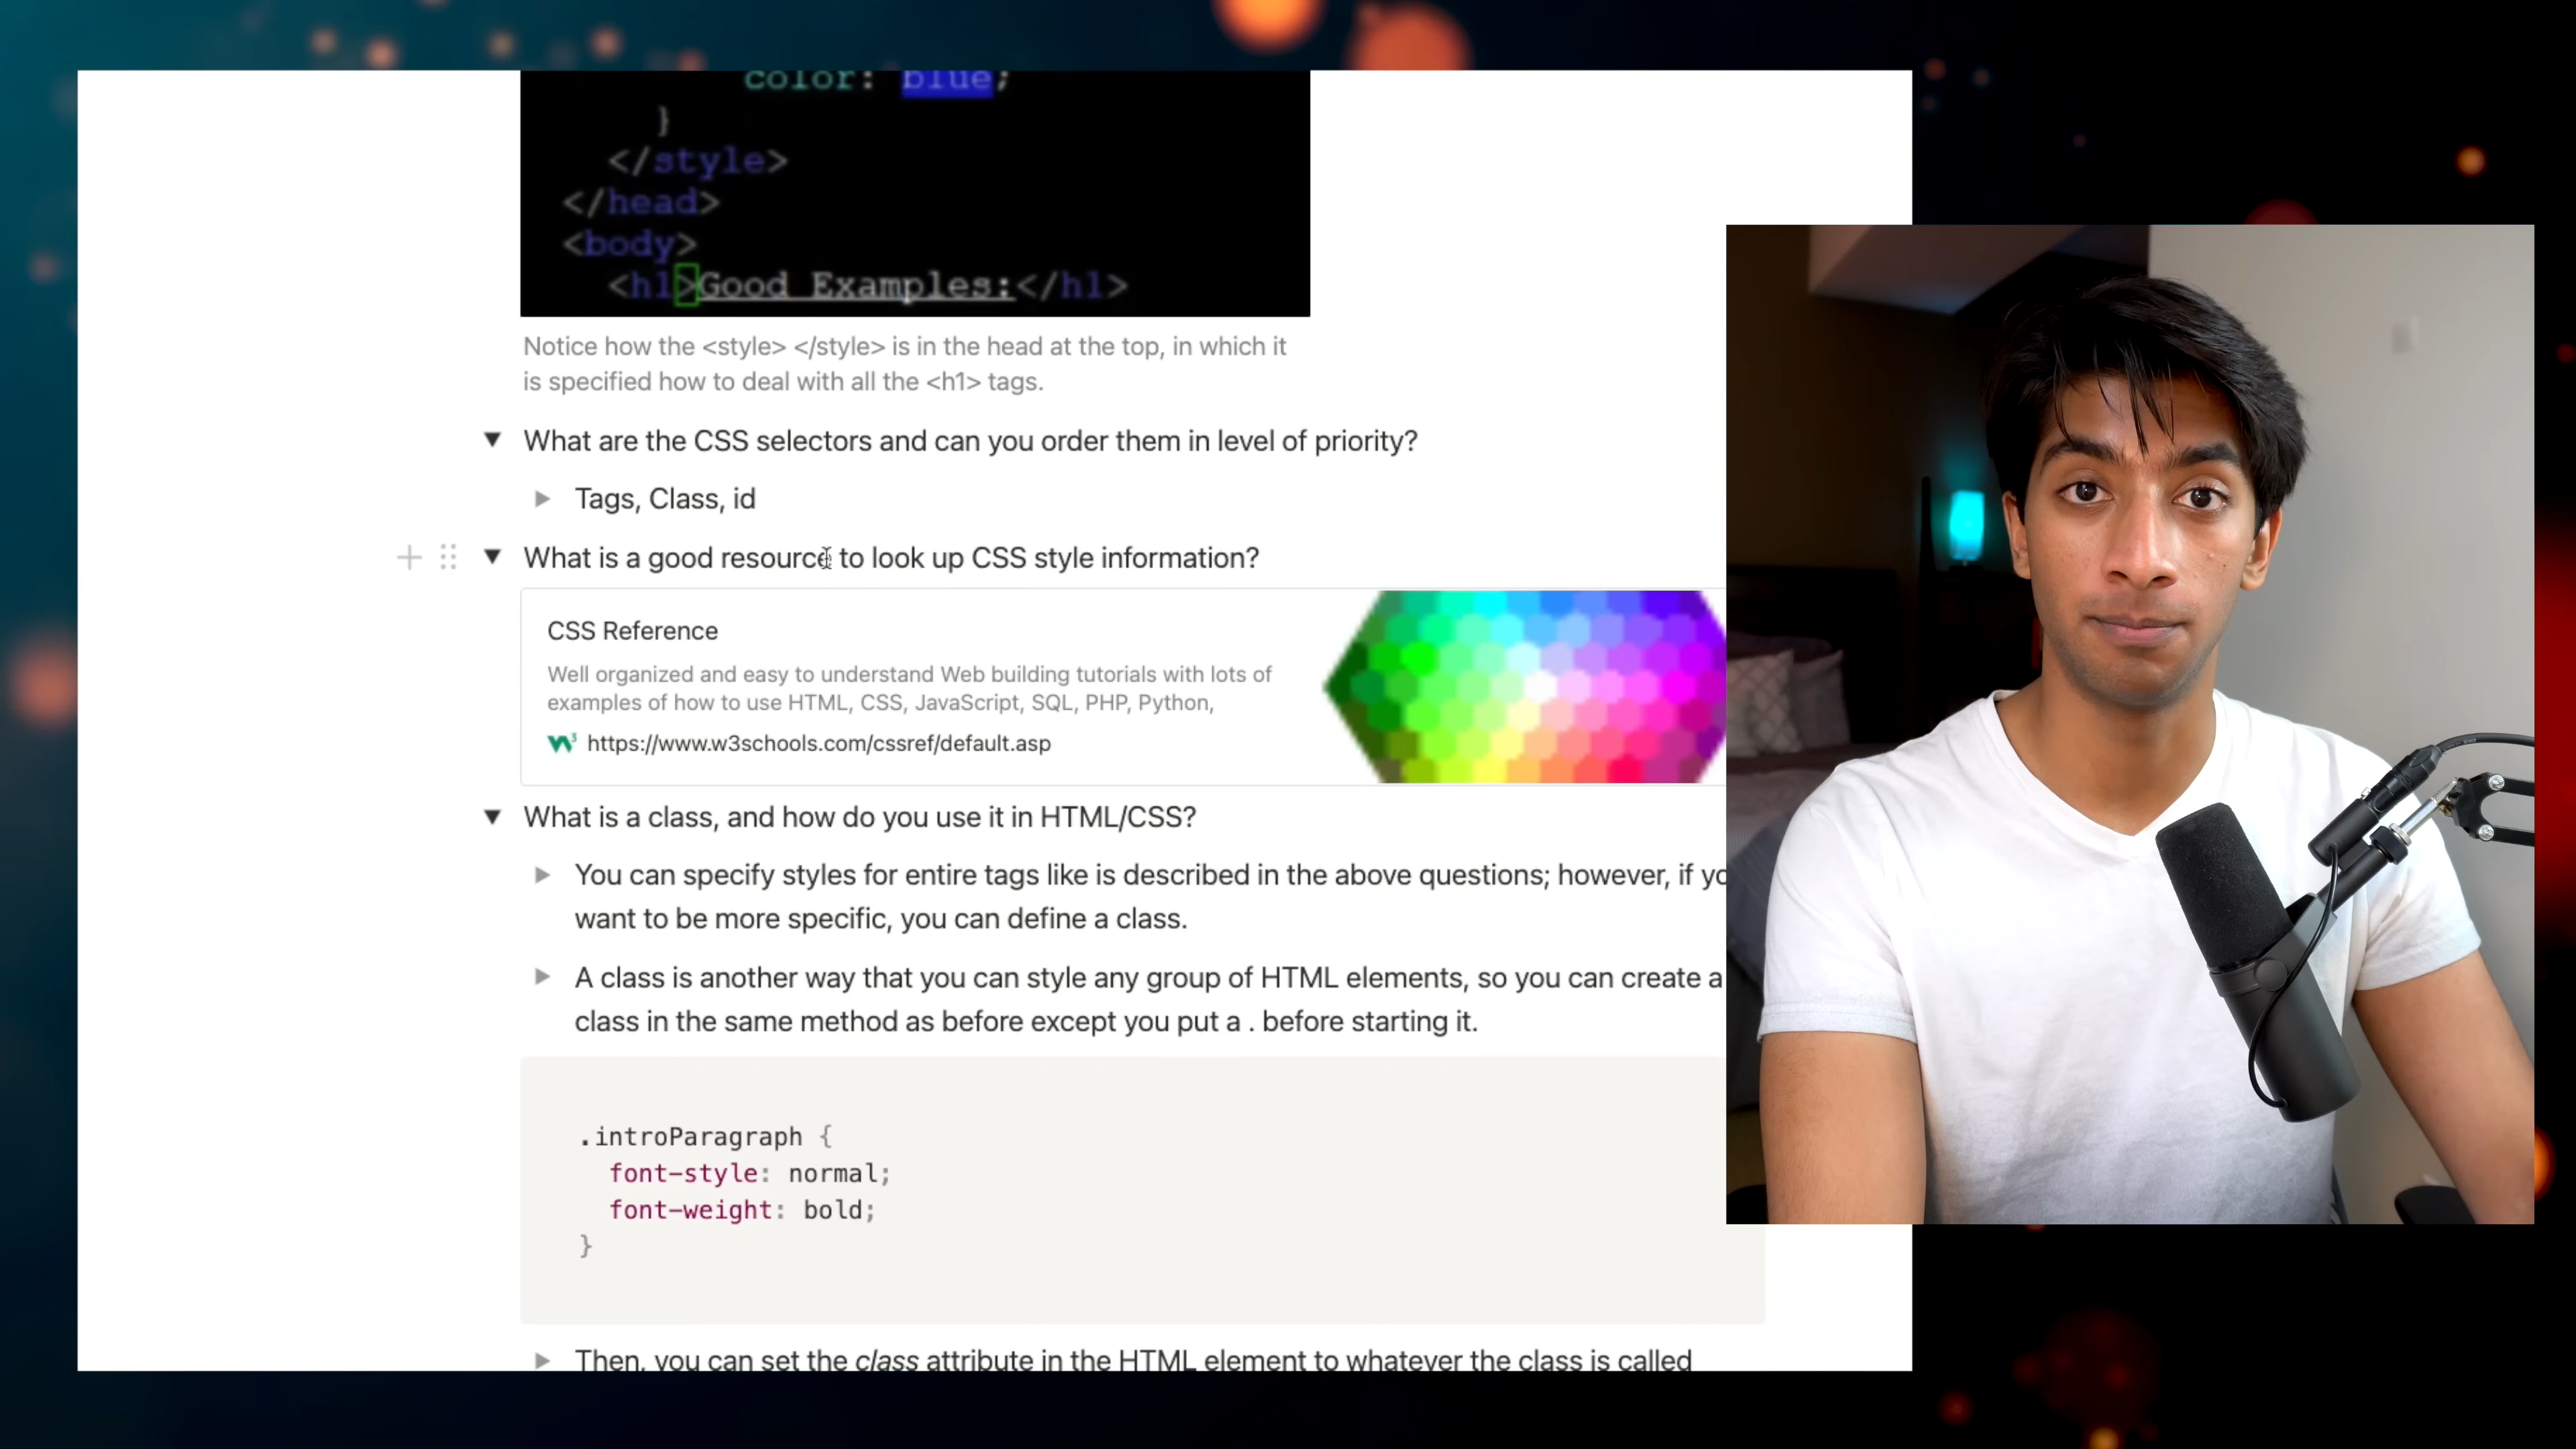 color: blue;
}
</style>
</head>
<body>
<h1>Good Examples:</h1>
Notice how the <style> </style> is in the head at the top, in which it
is specified how to deal with all the <h1> tags.
What are the CSS selectors and can you order them in level of priority?
Tags, Class, id
What is a good resource to look up CSS style information?
CSS Reference
Well organized and easy to understand Web building tutorials with lots of
examples of how to use HTML, CSS, JavaScript, SQL, PHP, Python,
https://www.w3schools.com/cssref/default.asp
What is a class, and how do you use it in HTML/CSS?
You can specify styles for entire tags like is described in the above questions; however, if yo
want to be more specific, you can define a class.
A class is another way that you can style any group of HTML elements, so you can create a
class in the same method as before except you put a . before starting it.
.introParagraph {
font-style: normal;
font-weight: bold;
}
Then, you can set the class attribute in the HTML element to whatever the class is called